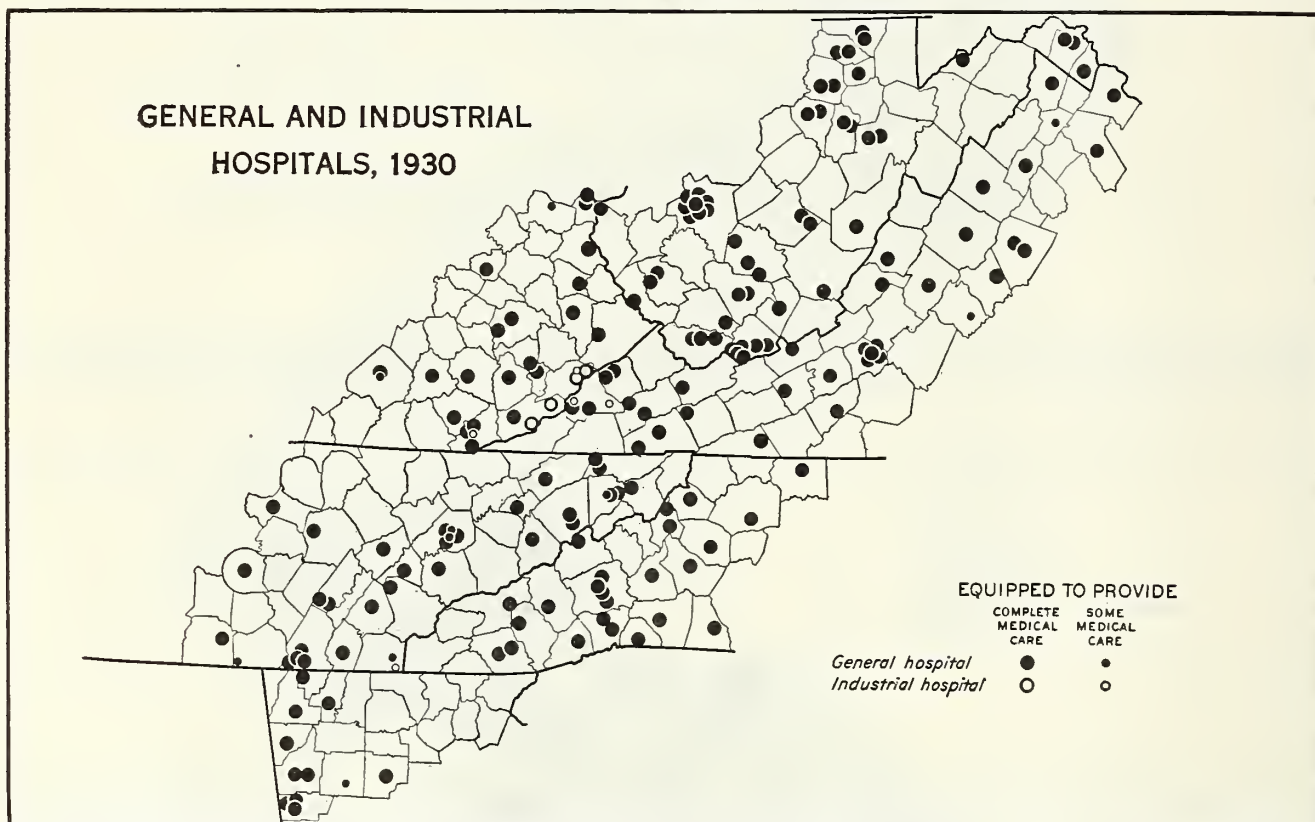 GENERAL AND INDUSTRIAL
HOSPITALS, 1930
EQUIPPED TO PROVIDE
COMPLETE MEDICAL CARE
SOME MEDICAL CARE
General hospital
Industrial hospital